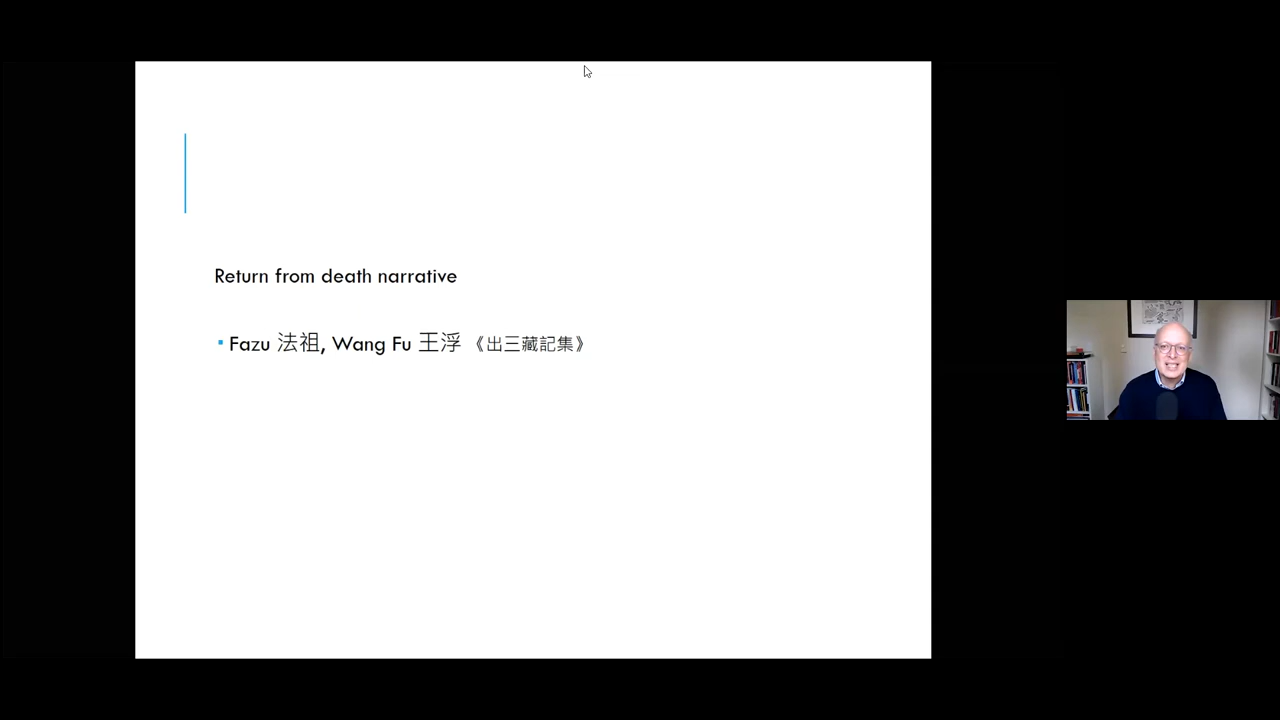 Return from death narrative
▪ Fazu 法祖, Wang Fu 王浮 《出三藏記集》